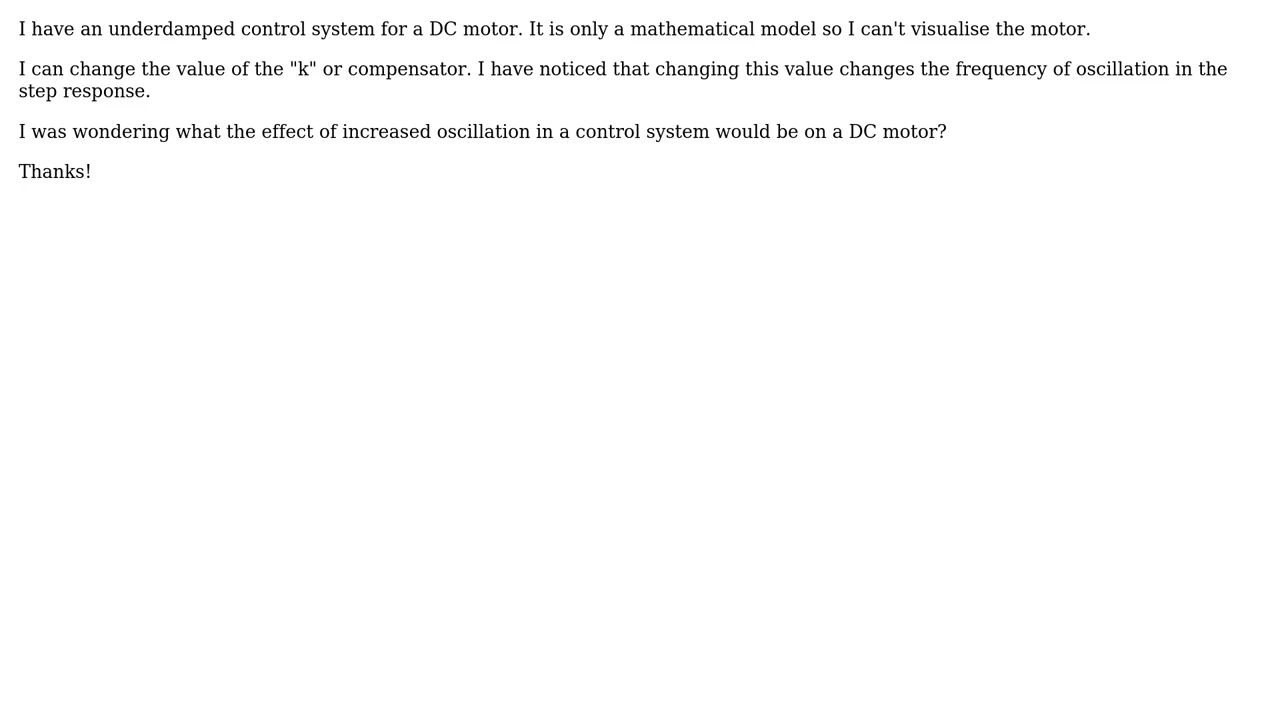 I have an underdamped control system for a DC motor. It is only a mathematical model so I can't visualise the motor.
I can change the value of the "k" or compensator. I have noticed that changing this value changes the frequency of oscillation in the
step response.
I was wondering what the effect of increased oscillation in a control system would be on a DC motor?
Thanks!